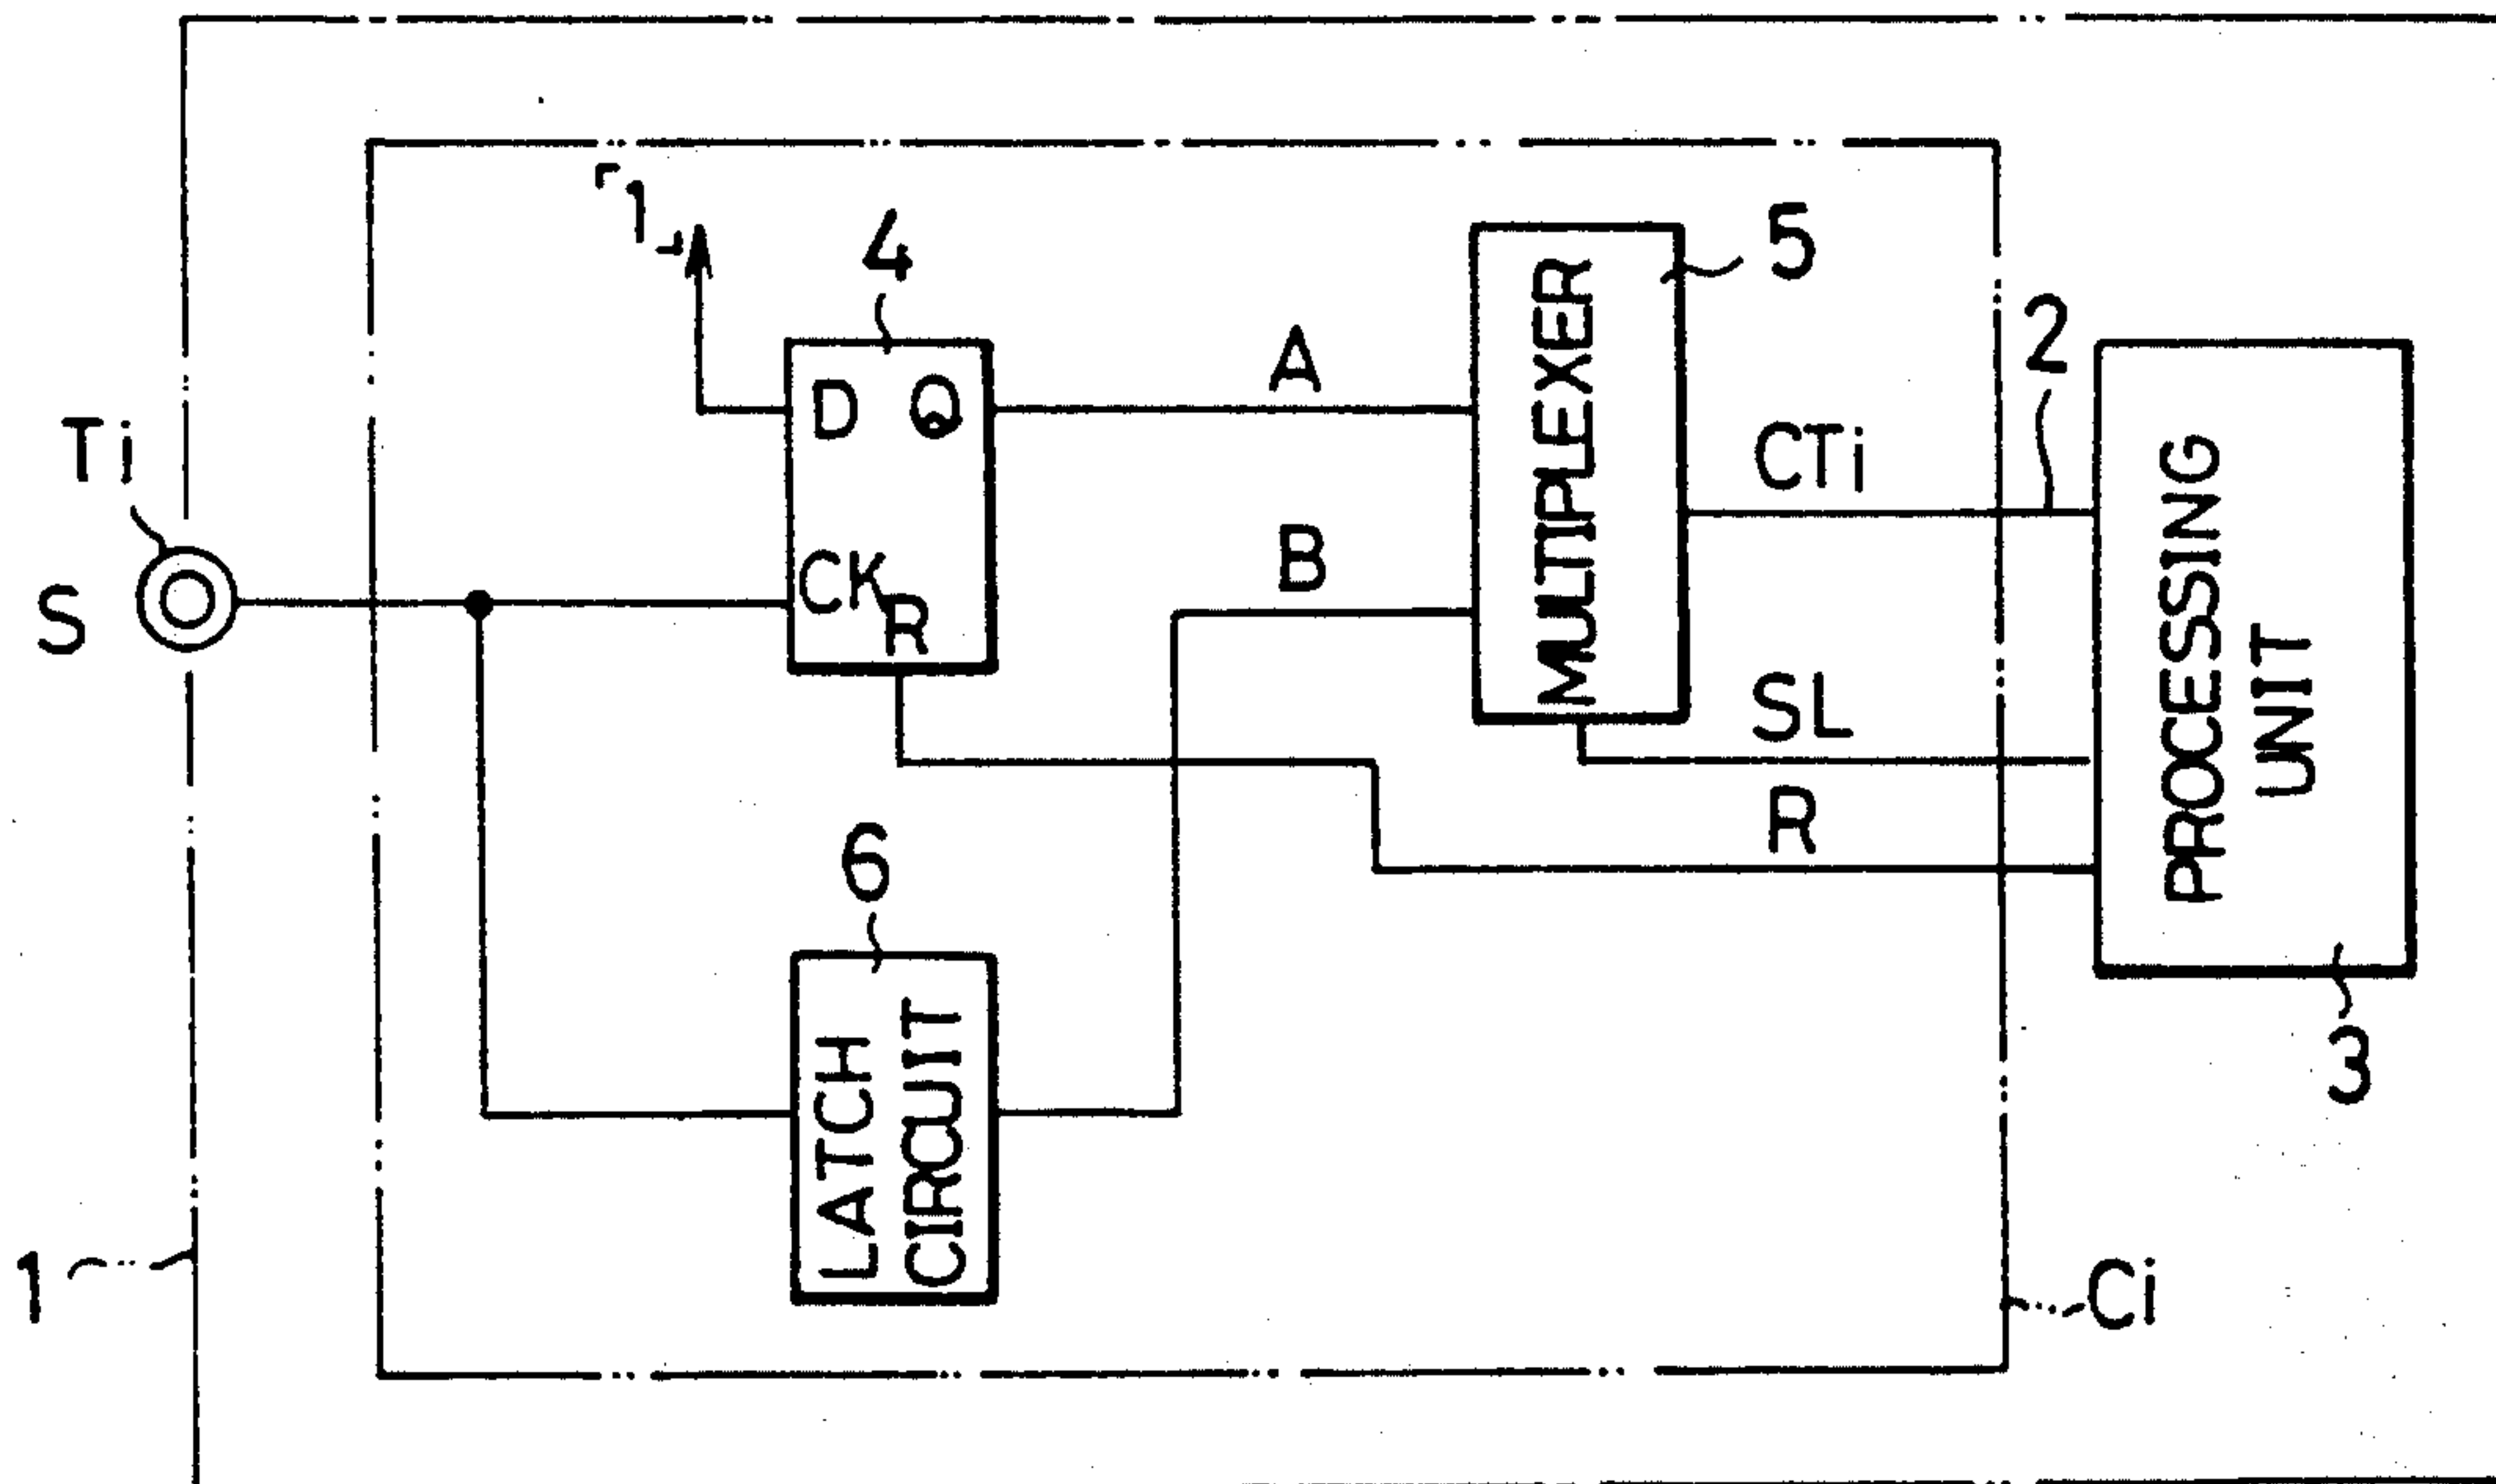 「1」
4
5
2
D Q
A
MULTIPLEXER
CTi
PROCESSING
UNIT
Ti
S
CK
R
B
SL
R
6
LATCH
CIRCUIT
3
1
Ci